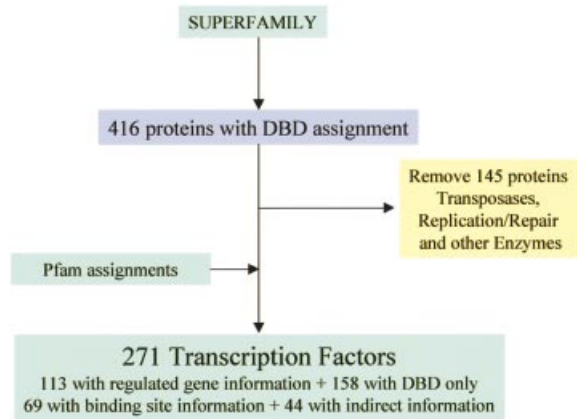 SUPERFAMILY
416 proteins with DBD assignment
Remove 145 proteins
Transposases,
Replication/Repair
and other Enzymes
Pfam assignments
271 Transcription Factors
113 with regulated gene information + 158 with DBD only
69 with binding site information + 44 with indirect information